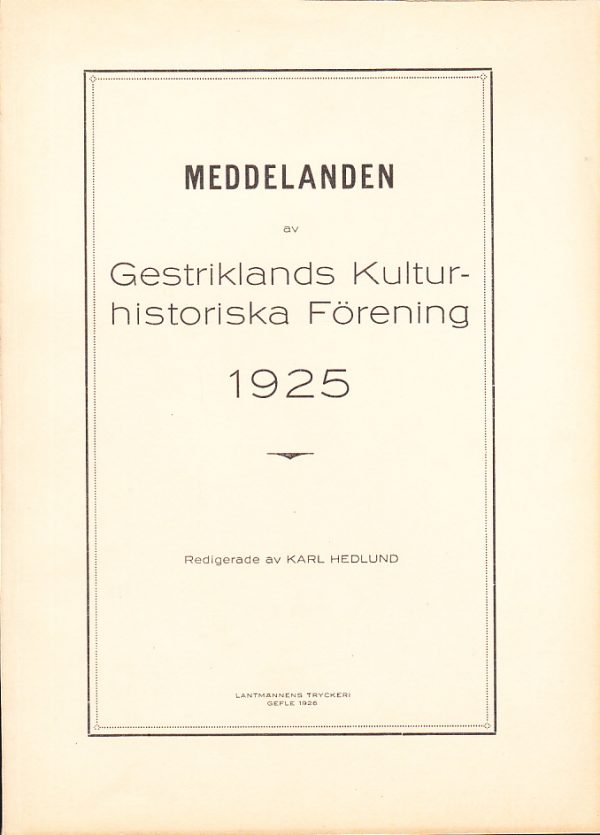 MEDDELANDEN
av
Gestriklands Kultur-
historiska Förening
1925
Redigerade av KARL HEDLUND
LANTMANNENS TRYCKERI
GEFLE 1926